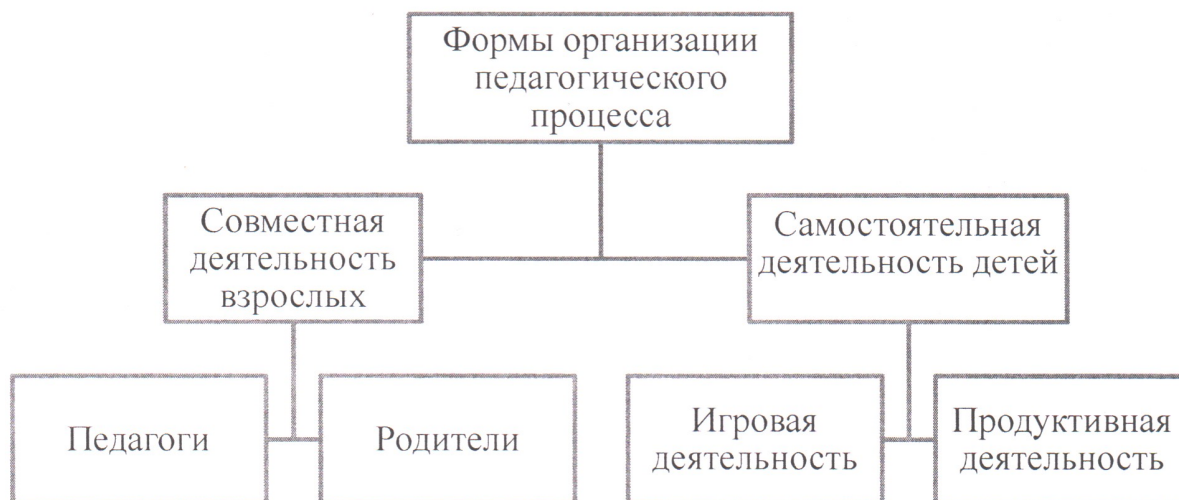 Формы организации
педагогического
процесса
Совместная
деятельность
взрослых
Самостоятельная
деятельность детей
Педагоги
Родители
Игровая
деятельность
Продуктивная
деятельность